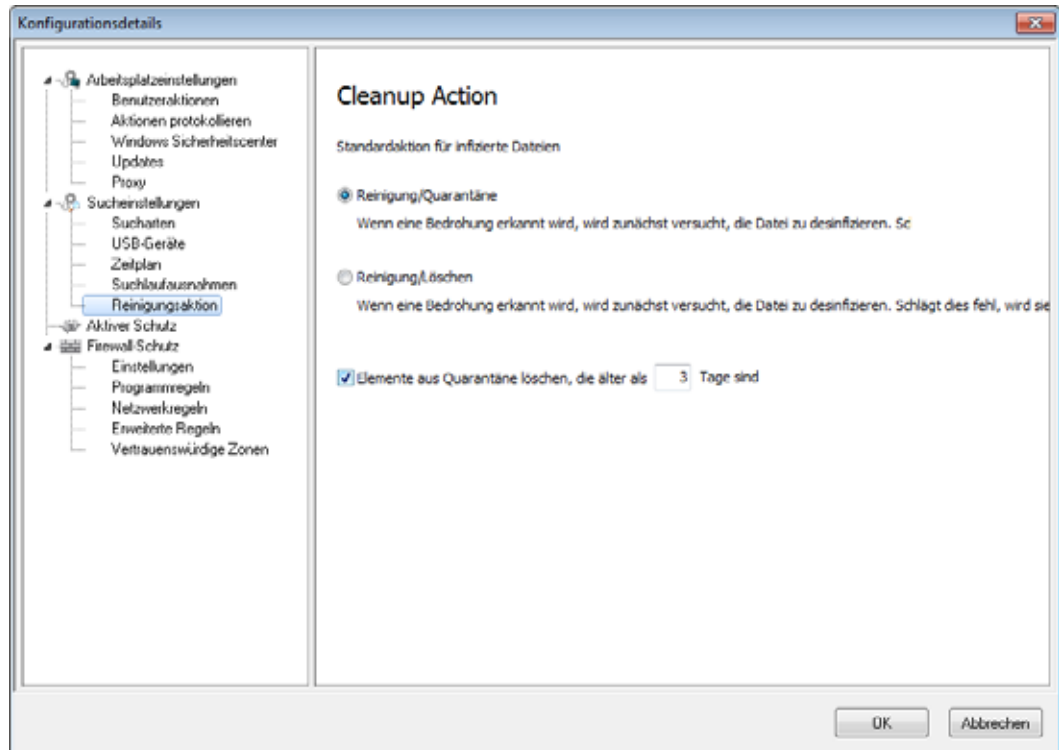 Konfigurationsdetails
Arbeitsplatzeinstellungen
Benutzeraktionen
Aktionen protokollieren
Windows Sicherheitscenter
Updates
Proxy
Sucheinstellungen
Sucharten
USB-Geräte
Zeitplan
Suchlaufausnahmen
Reinigungsaktion
Aktiver Schutz
Firewall-Schutz
Einstellungen
Programmregeln
Netzwerkregeln
Erweiterte Regeln
Vertrauenswürdige Zonen
Cleanup Action
Standardaktion für infizierte Dateien
Reinigung/Quarantäne
Wenn eine Bedrohung erkannt wird, wird zunächst versucht, die Datei zu desinfizieren. Sc
Reinigung/Löschen
Wenn eine Bedrohung erkannt wird, wird zunächst versucht, die Datei zu desinfizieren. Schlägt dies fehl, wird sie
Elemente aus Quarantäne löschen, die älter als 3 Tage sind
OK
Abbrechen